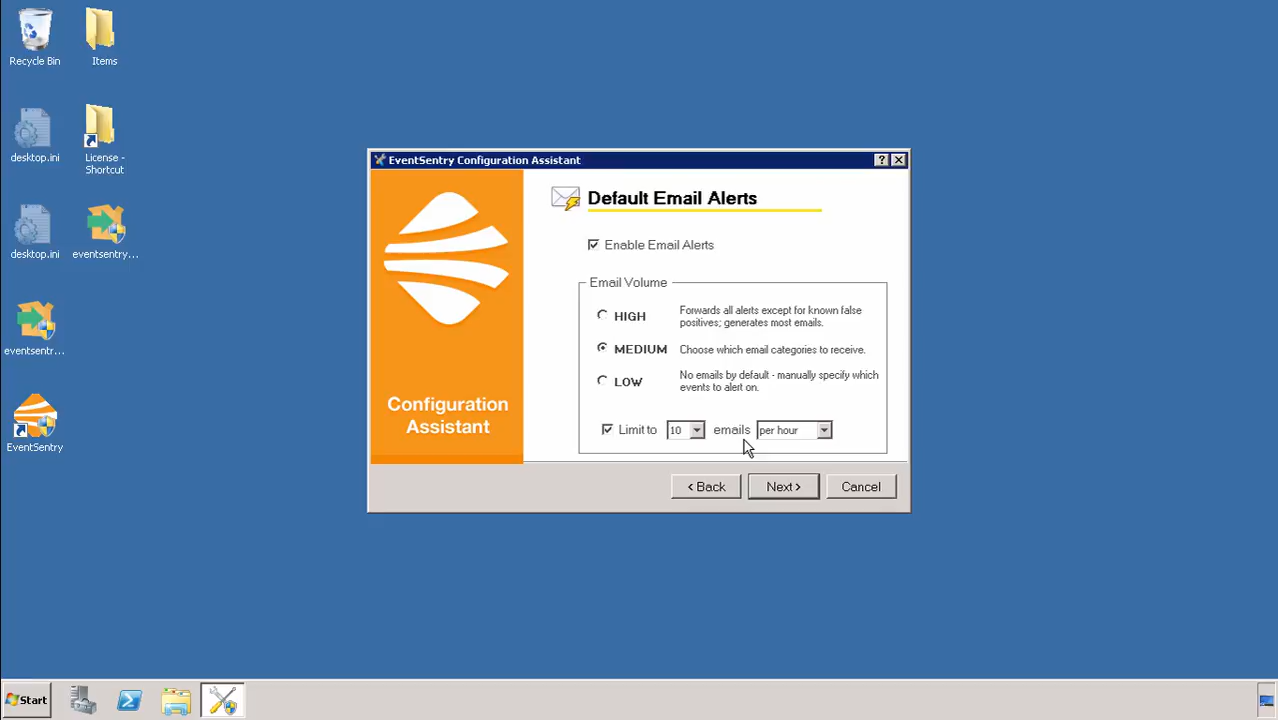 Recycle Bin
Items
desktop.ini
License -
Shortcut
desktop.ini
eventsentry...
eventsentr...
EventSentry
EventSentry Configuration Assistant
Configuration
Assistant
Default Email Alerts
Enable Email Alerts
Email Volume
HIGH
Forwards all alerts except for known false
positives; generates most emails.
MEDIUM
Choose which email categories to receive.
LOW
No emails by default - manually specify which
events to alert on.
Limit to 10 emails per hour
< Back
Next >
Cancel
Start